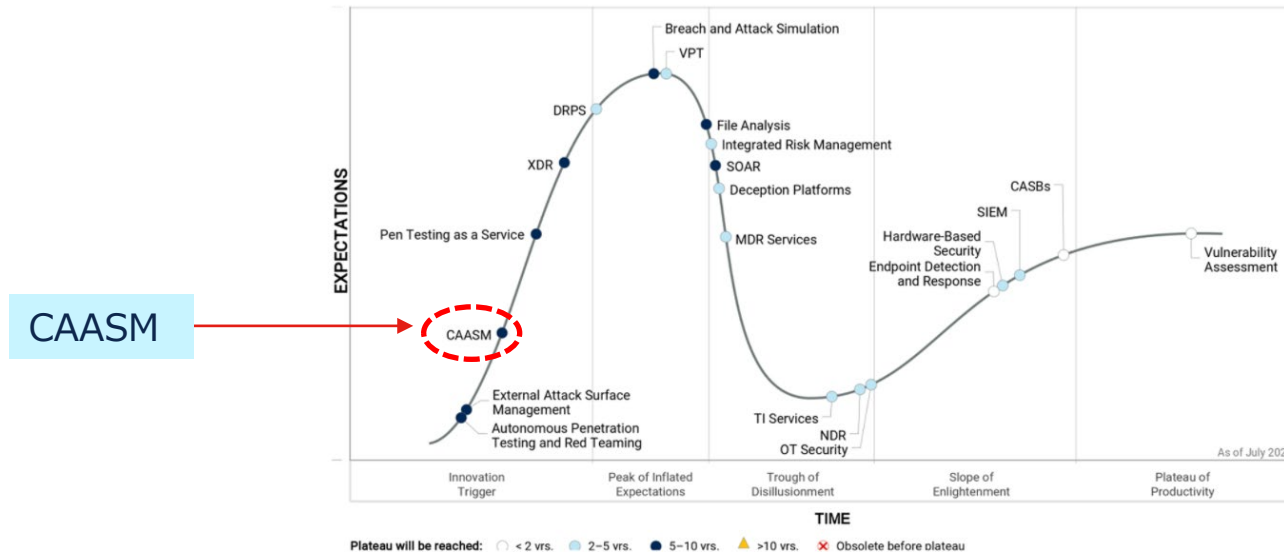 Breach and Attack Simulation
VPT
DRPS
File Analysis
Integrated Risk Management
XDR
SOAR
Deception Platforms
CASBs
SIEM
Pen Testing as a Service
MDR Services
Hardware-Based
Security
Endpoint Detection
and Response
Vulnerability
Assessment
EXPECTATIONS
CAASM
CAASM
External Attack Surface
Management
Autonomous Penetration
Testing and Red Teaming
TI Services
NDR
OT Security
As of July 202
Innovation
Trigger
Peak of Inflated
Expectations
Trough of
Disillusionment
Slope of
Enlightenment
Plateau of
Productivity
TIME
Plateau will be reached: < 2 yrs. 2–5 yrs. 5–10 yrs. >10 yrs. Obsolete before plateau